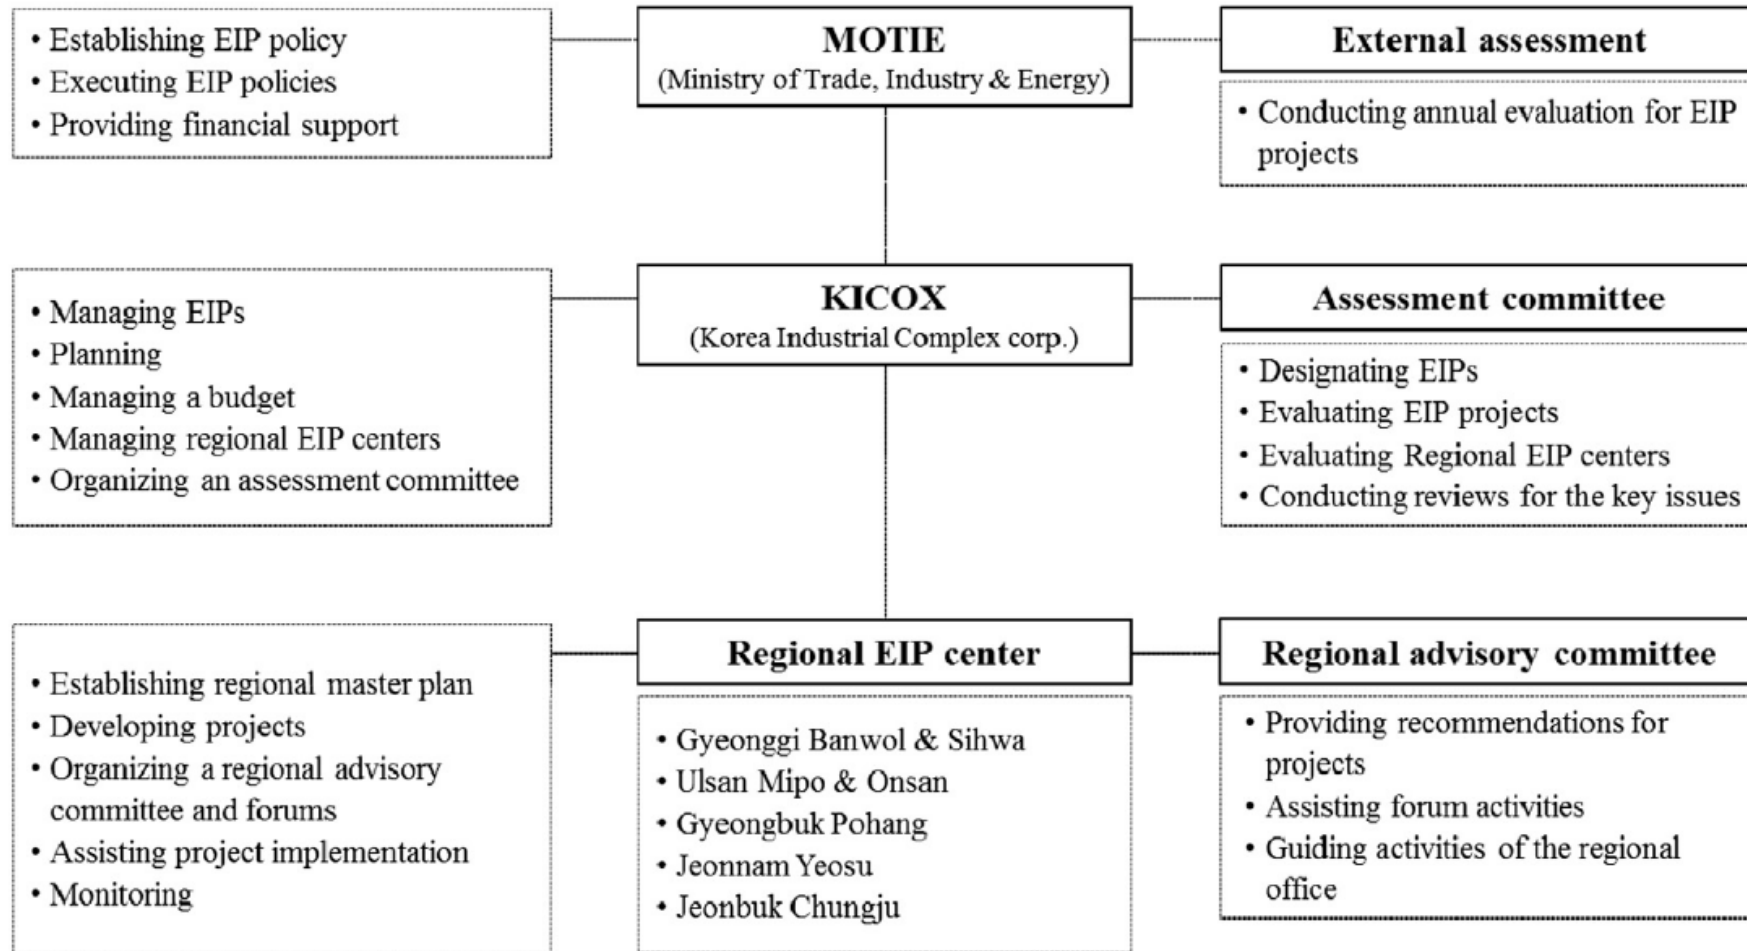 • Establishing EIP policy
• Executing EIP policies
• Providing financial support
MOTIE
(Ministry of Trade, Industry & Energy)
External assessment
• Conducting annual evaluation for EIP
projects
• Managing EIPs
• Planning
• Managing a budget
• Managing regional EIP centers
• Organizing an assessment committee
KICOX
(Korea Industrial Complex corp.)
Assessment committee
• Designating EIPs
• Evaluating EIP projects
• Evaluating Regional EIP centers
• Conducting reviews for the key issues
• Establishing regional master plan
• Developing projects
• Organizing a regional advisory
committee and forums
• Assisting project implementation
• Monitoring
Regional EIP center
• Gyeonggi Banwol & Sihwa
• Ulsan Mipo & Onsan
• Gyeongbuk Pohang
• Jeonnam Yeosu
• Jeonbuk Chungju
Regional advisory committee
• Providing recommendations for
projects
• Assisting forum activities
• Guiding activities of the regional
office